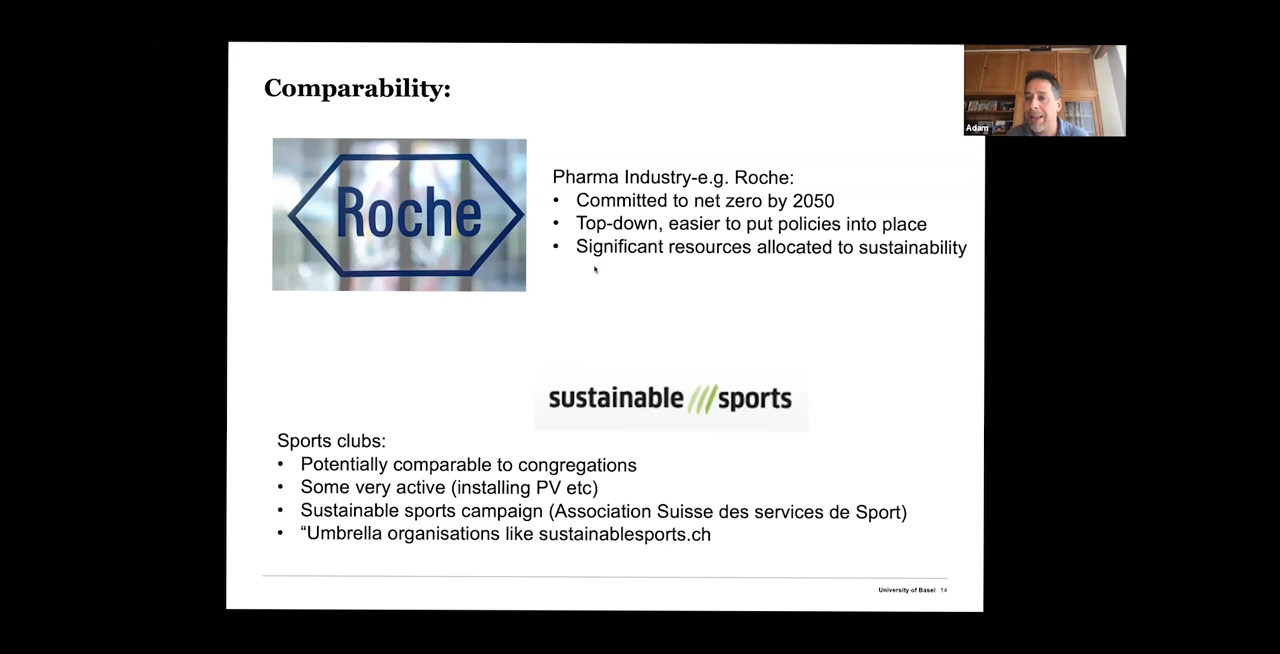 Comparability:
Adam
Roche
Pharma Industry-e.g. Roche:
• Committed to net zero by 2050
• Top-down, easier to put policies into place
• Significant resources allocated to sustainability
sustainable sports
Sports clubs:
• Potentially comparable to congregations
• Some very active (installing PV etc)
• Sustainable sports campaign (Association Suisse des services de Sport)
• “Umbrella organisations like sustainablesports.ch
University of Basel 14